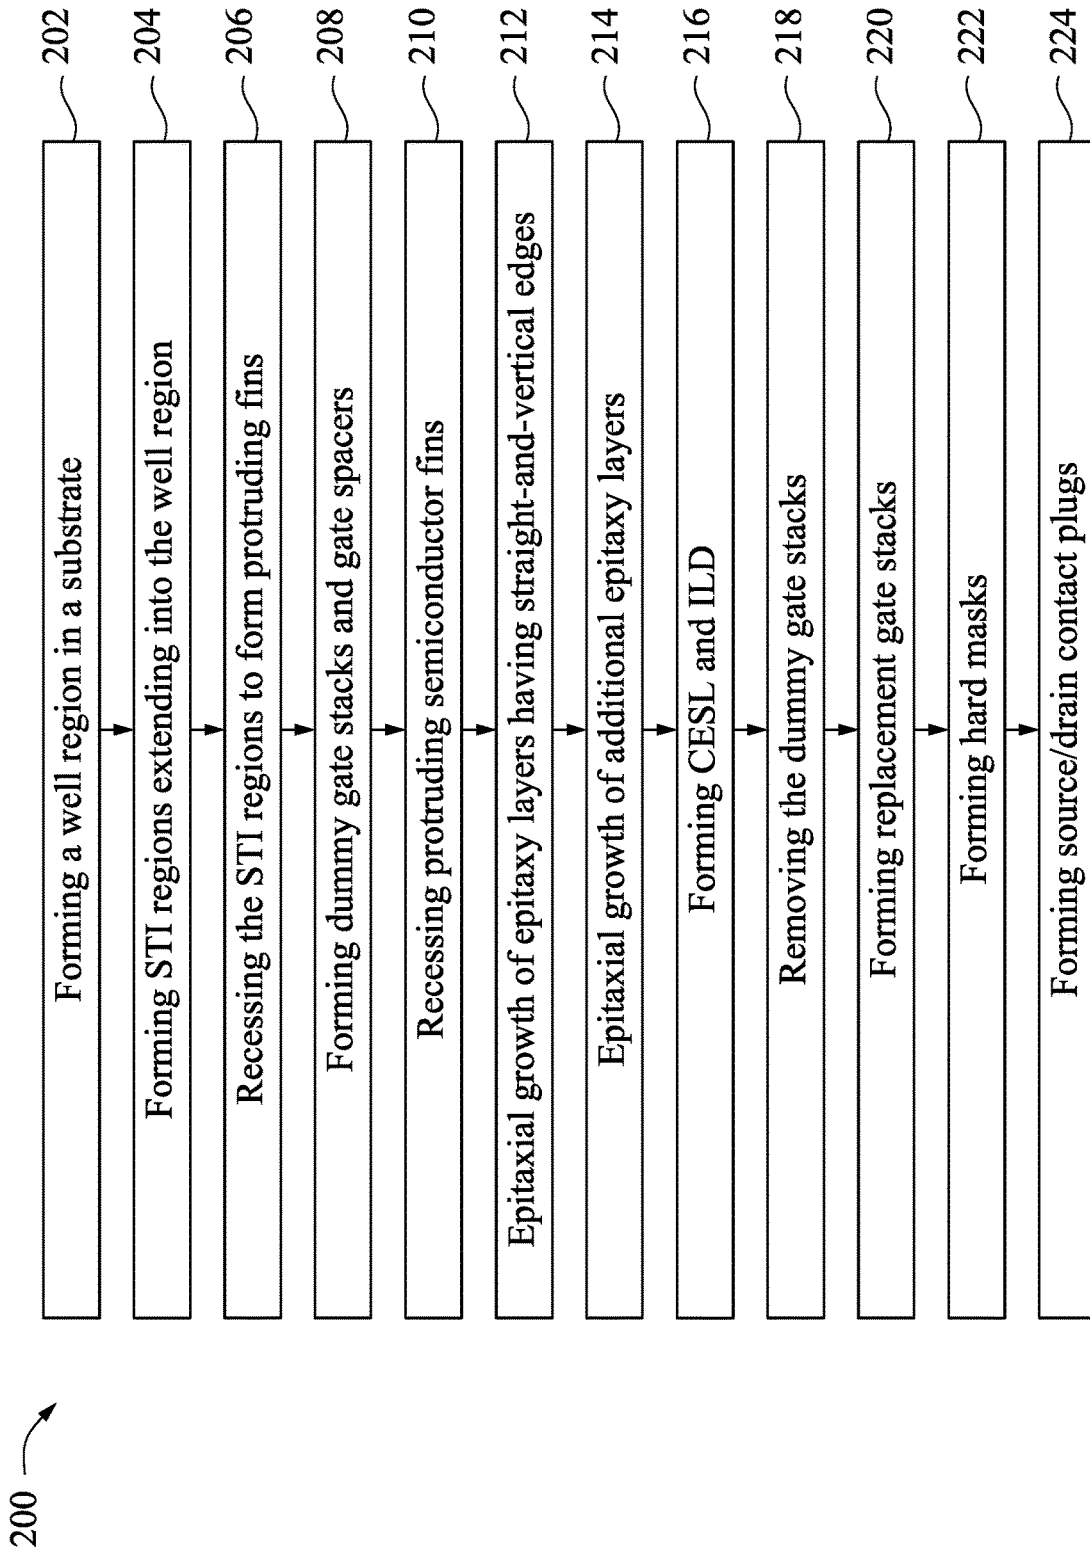 200
Forming a well region in a substrate 202
Forming STI regions extending into the well region 204
Recessing the STI regions to form protruding fins 206
Forming dummy gate stacks and gate spacers 208
Recessing protruding semiconductor fins 210
Epitaxial growth of epitaxy layers having straight-and-vertical edges 212
Epitaxial growth of additional epitaxy layers 214
Forming CESL and ILD 216
Removing the dummy gate stacks 218
Forming replacement gate stacks 220
Forming hard masks 222
Forming source/drain contact plugs 224